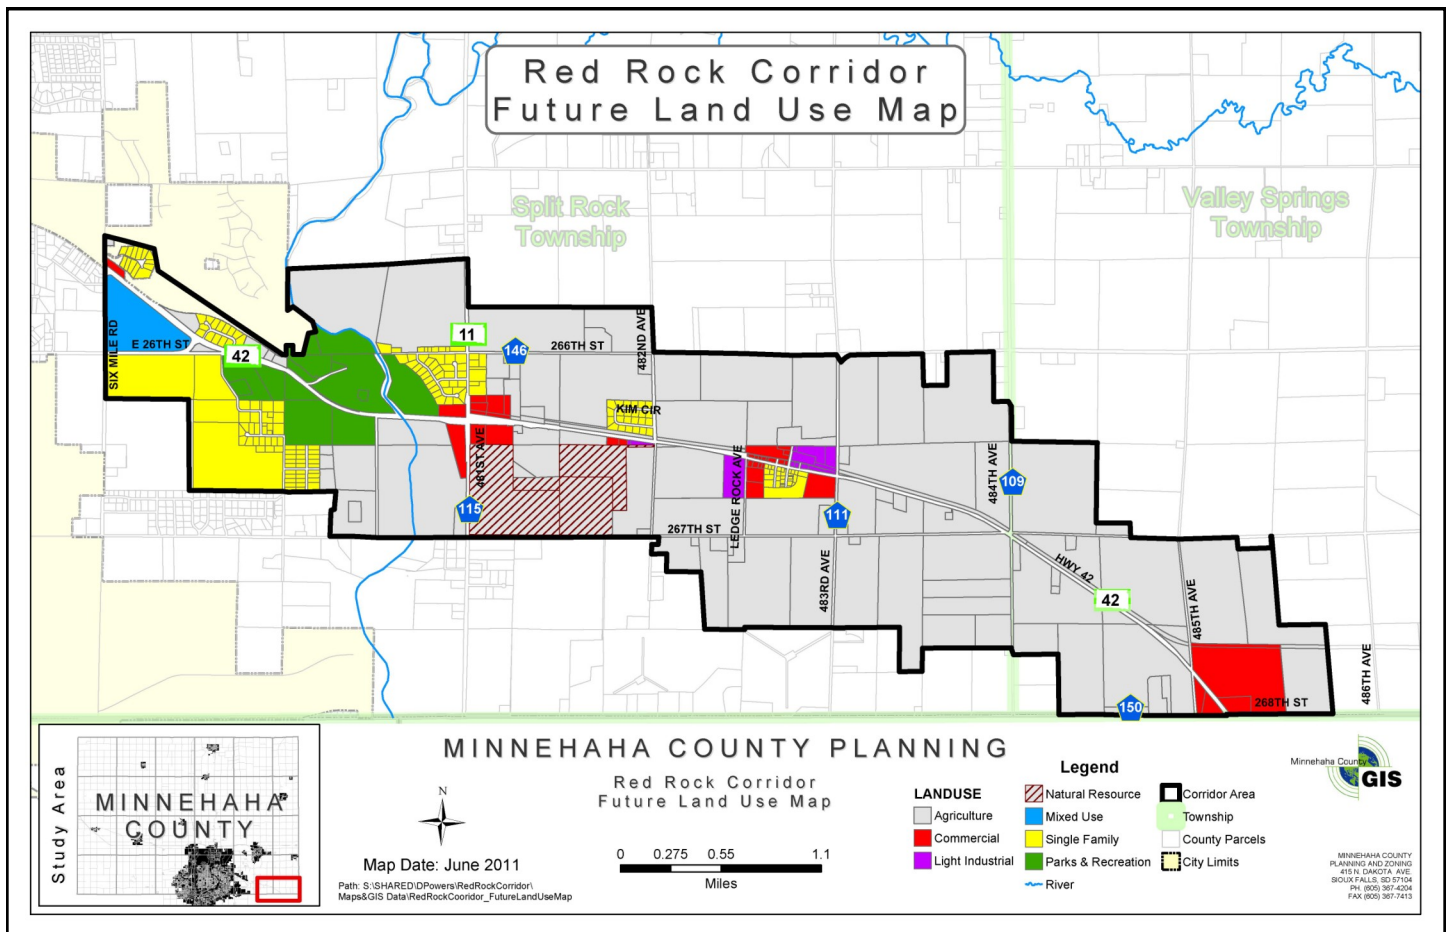 Red Rock Corridor
Future Land Use Map
Split Rock
Township
Valley Springs
Township
SIX MILE RD
E 26TH ST
42
11
146
266TH ST
482ND AVE
KIM CIR
481ST AVE
115
LEDGE ROCK AVE
267TH ST
111
483RD AVE
484TH AVE
109
HWY 42
42
485TH AVE
486TH AVE
268TH ST
150
Study Area
MINNEHAHA
COUNTY
MINNEHAHA COUNTY PLANNING
Red Rock Corridor
Future Land Use Map
N
Map Date: June 2011
Path: S:\SHARED\DPowers\RedRockCorridor\
Maps&GIS Data\RedRockCooridor_FutureLandUseMap
0 0.275 0.55 1.1
Miles
Legend
LANDUSE
Agriculture
Commercial
Light Industrial
Natural Resource
Mixed Use
Single Family
Parks & Recreation
River
Corridor Area
Township
County Parcels
City Limits
Minnehaha County
GIS
MINNEHAHA COUNTY
PLANNING AND ZONING
415 N. DAKOTA AVE.
SIOUX FALLS, SD 57104
PH. (605) 367-4204
FAX (605) 367-7413